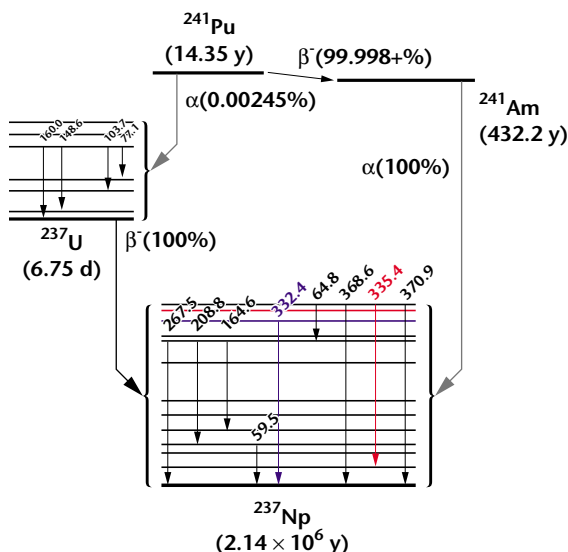 ²⁴¹Pu
(14.35 y)
β⁻(99.998+%)
α(0.00245%)
²⁴¹Am
(432.2 y)
160.0
148.6
103.7
77.1
α(100%)
²³⁷U
(6.75 d)
β⁻(100%)
267.5
208.8
164.6
332.4
64.8
368.6
335.4
370.9
59.5
²³⁷Np
(2.14 × 10⁶ y)